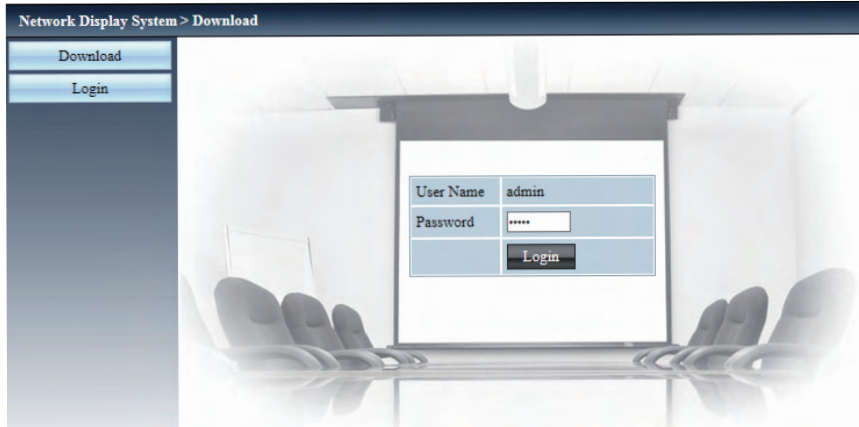 Network Display System > Download
Download
Login
User Name admin
Password •••••
Login